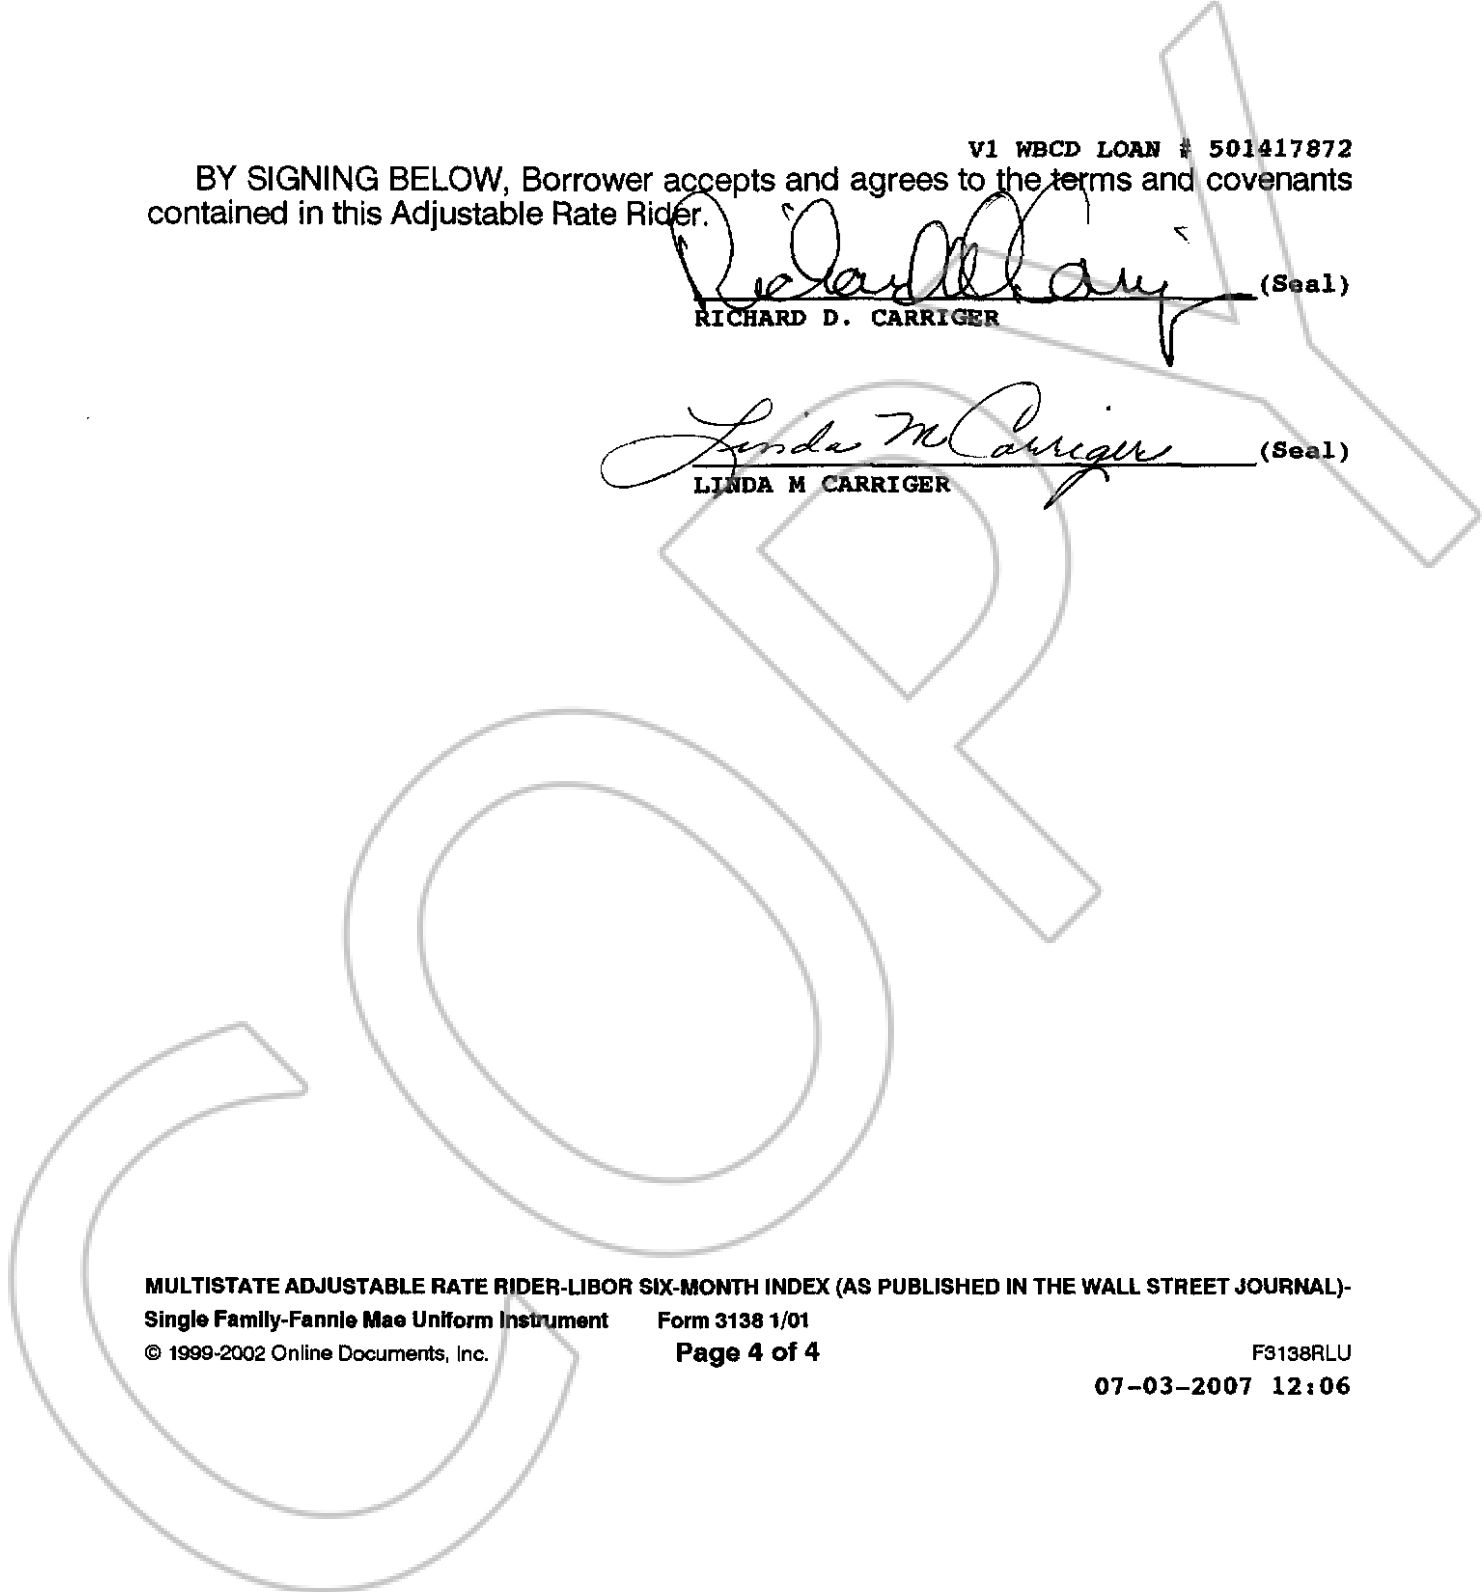 V1 WBCD LOAN # 501417872
BY SIGNING BELOW, Borrower accepts and agrees to the terms and covenants
contained in this Adjustable Rate Rider.
(Seal)
RICHARD D. CARRIGER
Linda M Carriger (Seal)
LINDA M CARRIGER
COPY
MULTISTATE ADJUSTABLE RATE RIDER-LIBOR SIX-MONTH INDEX (AS PUBLISHED IN THE WALL STREET JOURNAL)-
Single Family-Fannie Mae Uniform Instrument Form 3138 1/01
© 1999-2002 Online Documents, Inc. Page 4 of 4 F3138RLU
07-03-2007 12:06